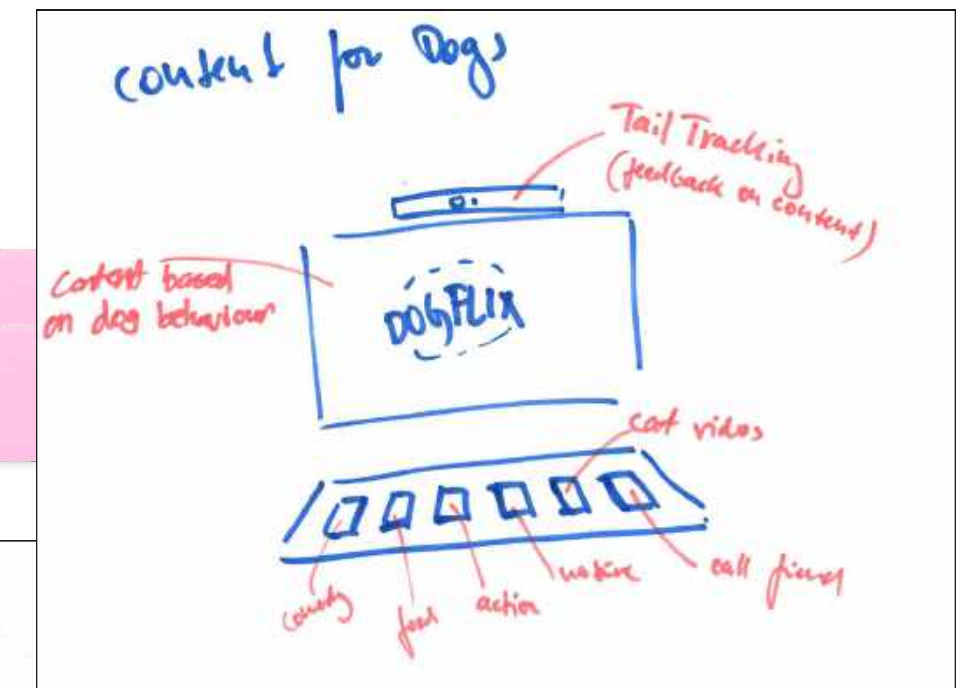 content for Dogs
Tail Tracking
(feedback on content)
Content based
on dog behaviour
DOGFLIX
cat videos
comedy
food
action
call friend